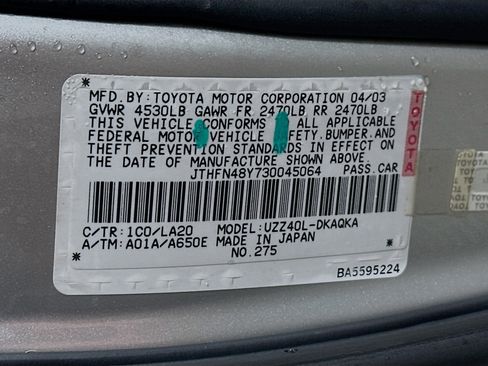 MFD. BY: TOYOTA MOTOR CORPORATION 04/03
GVWR 4530LB GAWR FR 2470LB RR 2470LB
THIS VEHICLE CONFORMS ALL APPLICABLE
FEDERAL MOTOR VEHICLE FETY, BUMPER, AND
THEFT PREVENTION STANDARDS IN EFFECT ON
THE DATE OF MANUFACTURE SHOWN ABOVE.
JTHFN48Y730045064 PASS.CAR
C/TR: 1C0/LA20 MODEL: UZZ40L-DKAQKA
A/TM: A01A/A650E MADE IN JAPAN
NO.275
BA5595224
TOYOTA